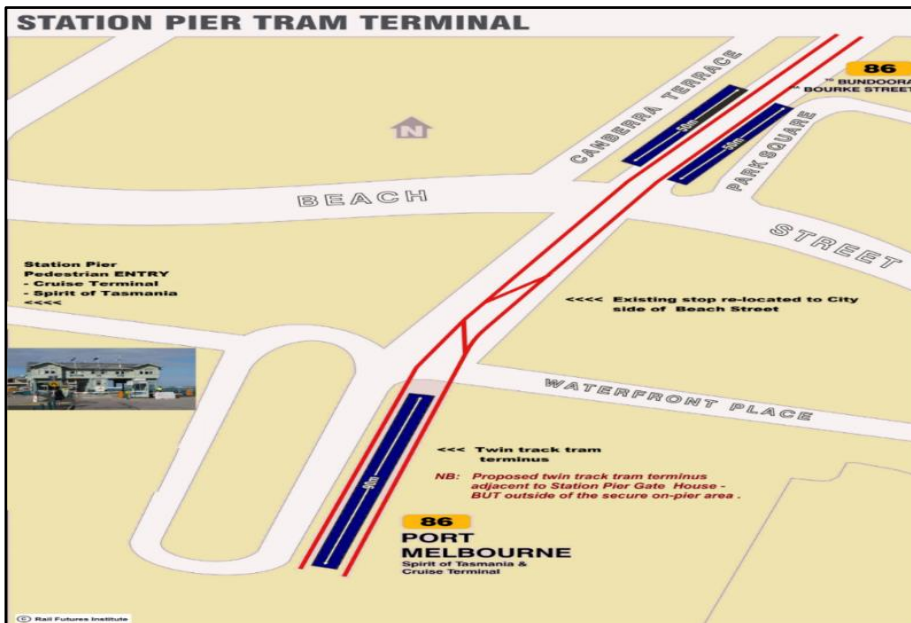 STATION PIER TRAM TERMINAL
86
BUNDOORA
BOURKE STREET
CANBERRA TERRACE
50m
50m
PARK SQUARE
N
BEACH
STREET
Station Pier
Pedestrian ENTRY
- Cruise Terminal
- Spirit of Tasmania
<<<<
<<<< Existing stop re-located to City
side of Beach Street
WATERFRONT PLACE
<<< Twin track tram
terminus
NB: Proposed twin track tram terminus
adjacent to Station Pier Gate House -
BUT outside of the secure on-pier area .
90m
86
PORT
MELBOURNE
Spirit of Tasmania &
Cruise Terminal
© Rail Futures Institute